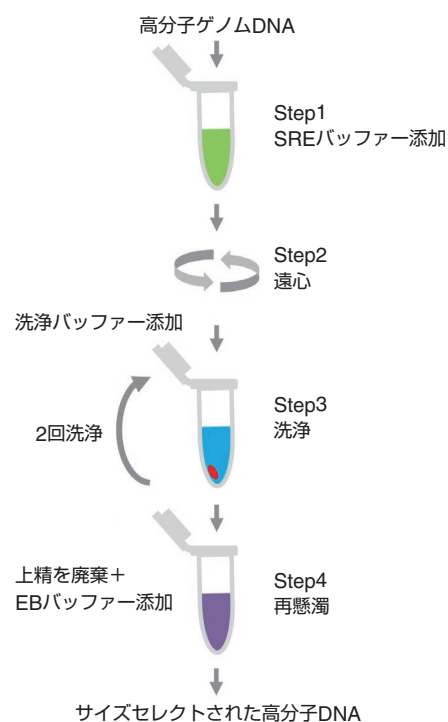 高分子ゲノムDNA
Step1
SREバッファー添加
Step2
遠心
洗浄バッファー添加
2回洗浄
Step3
洗浄
上精を廃棄＋
EBバッファー添加
Step4
再懸濁
サイズセレクトされた高分子DNA